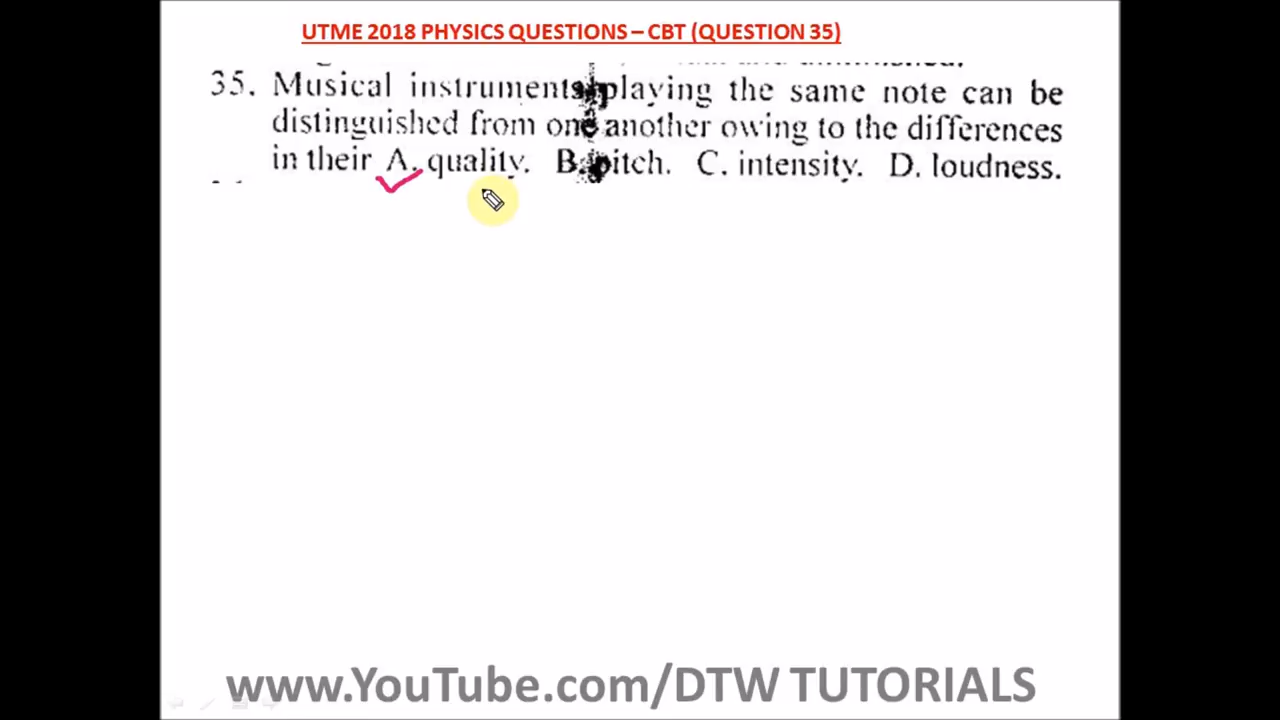 UTME 2018 PHYSICS QUESTIONS – CBT (QUESTION 35)
35. Musical instruments playing the same note can be
distinguished from one another owing to the differences
in their A. quality. B. pitch. C. intensity. D. loudness.
www.YouTube.com/DTW TUTORIALS